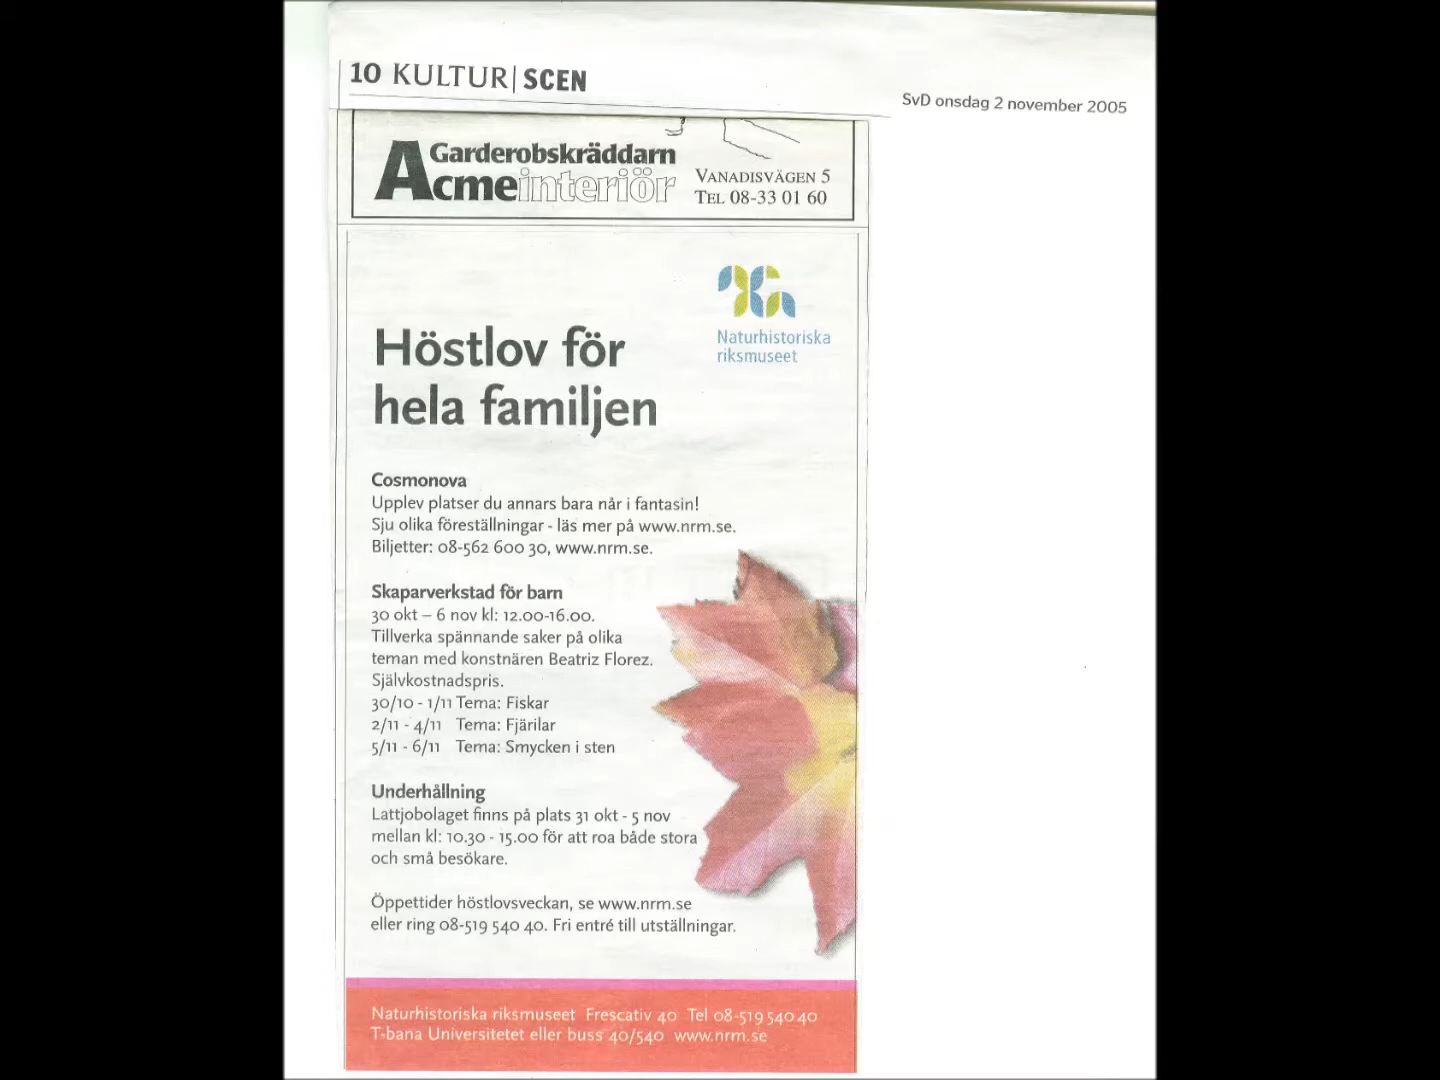 10 KULTUR|SCEN
SvD onsdag 2 november 2005
Garderobskräddarn
Acmeinteriör
VANADISVÄGEN 5
TEL 08-33 01 60
Naturhistoriska
riksmuseet
Höstlov för
hela familjen
Cosmonova
Upplev platser du annars bara når i fantasin!
Sju olika föreställningar - läs mer på www.nrm.se.
Biljetter: 08-562 600 30, www.nrm.se.
Skaparverkstad för barn
30 okt – 6 nov kl: 12.00-16.00.
Tillverka spännande saker på olika
teman med konstnären Beatriz Florez.
Självkostnadspris.
30/10 - 1/11 Tema: Fiskar
2/11 - 4/11 Tema: Fjärilar
5/11 - 6/11 Tema: Smycken i sten
Underhållning
Lattjobolaget finns på plats 31 okt - 5 nov
mellan kl: 10.30 - 15.00 för att roa både stora
och små besökare.
Öppettider höstlovsveckan, se www.nrm.se
eller ring 08-519 540 40. Fri entré till utställningar.
Naturhistoriska riksmuseet Frescativ 40 Tel 08-519 540 40
T-bana Universitetet eller buss 40/540 www.nrm.se